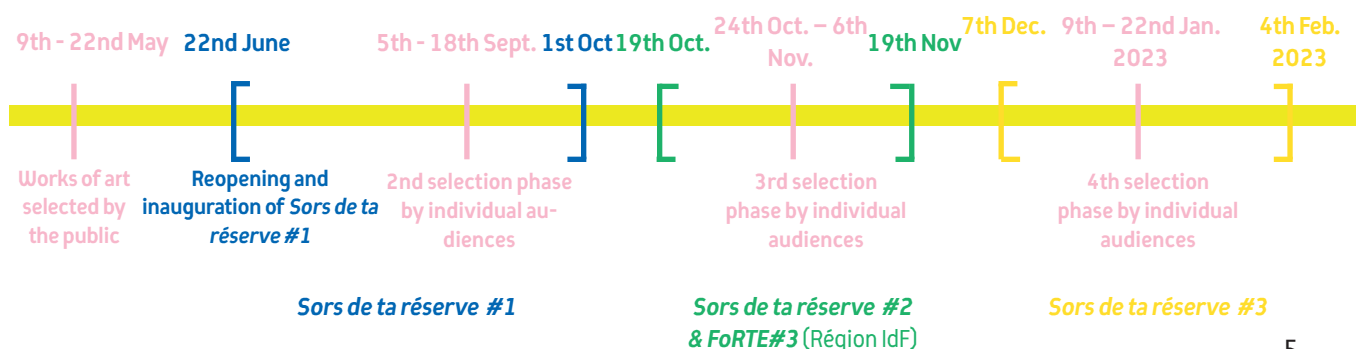 9th - 22nd May
22nd June
5th - 18th Sept.
1st Oct
19th Oct.
24th Oct. – 6th
Nov.
19th Nov
7th Dec.
9th – 22nd Jan.
2023
4th Feb.
2023
Works of art
selected by
the public
Reopening and
inauguration of Sors de ta
réserve #1
2nd selection phase
by individual au-
diences
3rd selection
phase by individual
audiences
4th selection
phase by individual
audiences
Sors de ta réserve #1
Sors de ta réserve #2
& FoRTE#3 (Région IdF)
Sors de ta réserve #3